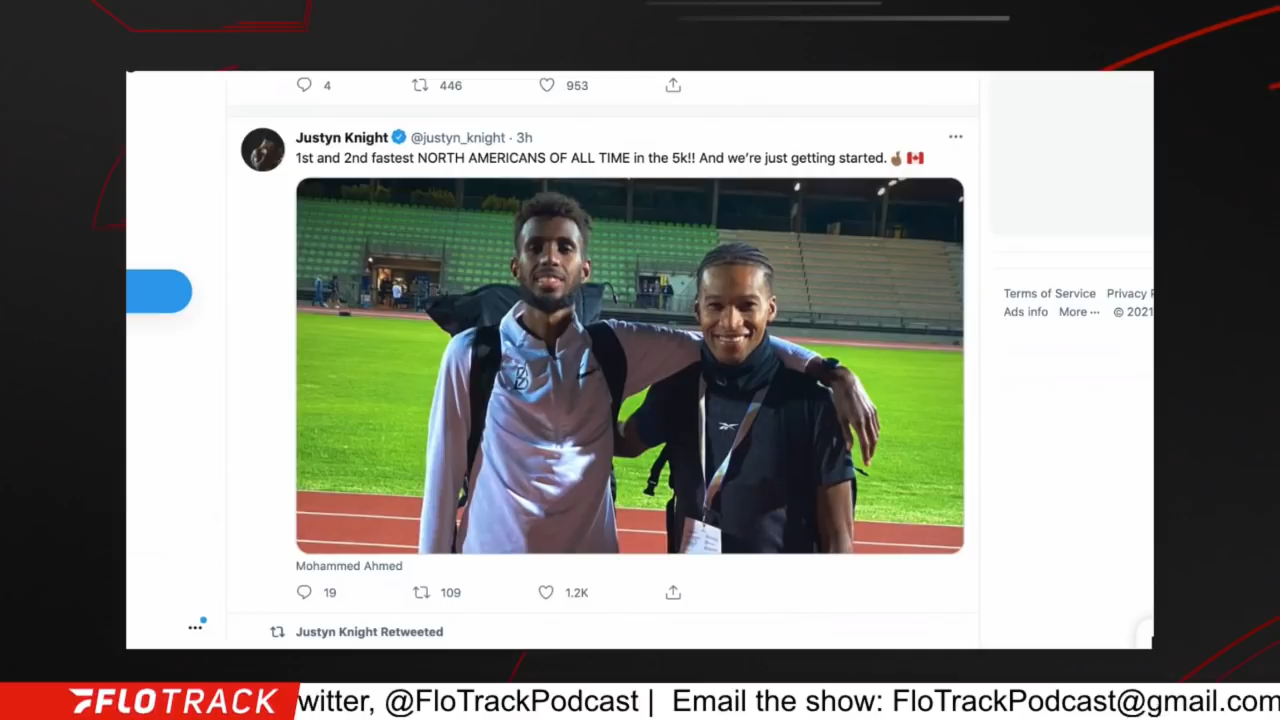 4 446 953
Justyn Knight @justyn_knight · 3h
1st and 2nd fastest NORTH AMERICANS OF ALL TIME in the 5k!! And we're just getting started.
Terms of Service Privacy
Ads info More ··· © 2021
Mohammed Ahmed
19 109 1.2K
Justyn Knight Retweeted
FLOTRACK
witter, @FloTrackPodcast | Email the show: FloTrackPodcast@gmail.com